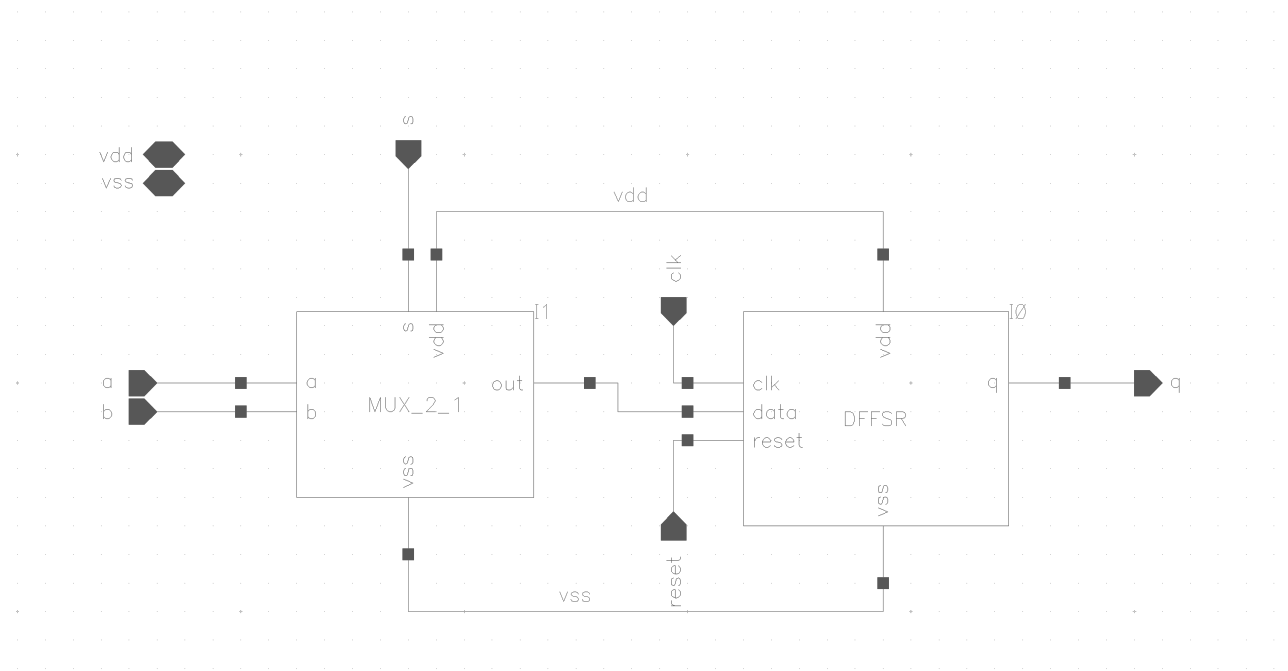 s
vdd
vss
vdd
clk
I1
I0
s
vdd
vdd
a
a
out
clk
q
q
b
b
MUX_2_1
data
DFFSR
reset
vss
vss
reset
vss